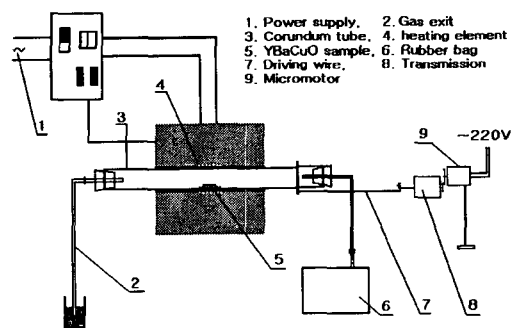 1. Power supply, 2. Gas exit
3. Corundum tube, 4. heating element
5. YBaCuO sample, 6. Rubber bag
7. Driving wire, 8. Transmission
9. Micromotor
~
1
3
4
9
~220V
2
5
6
7
8